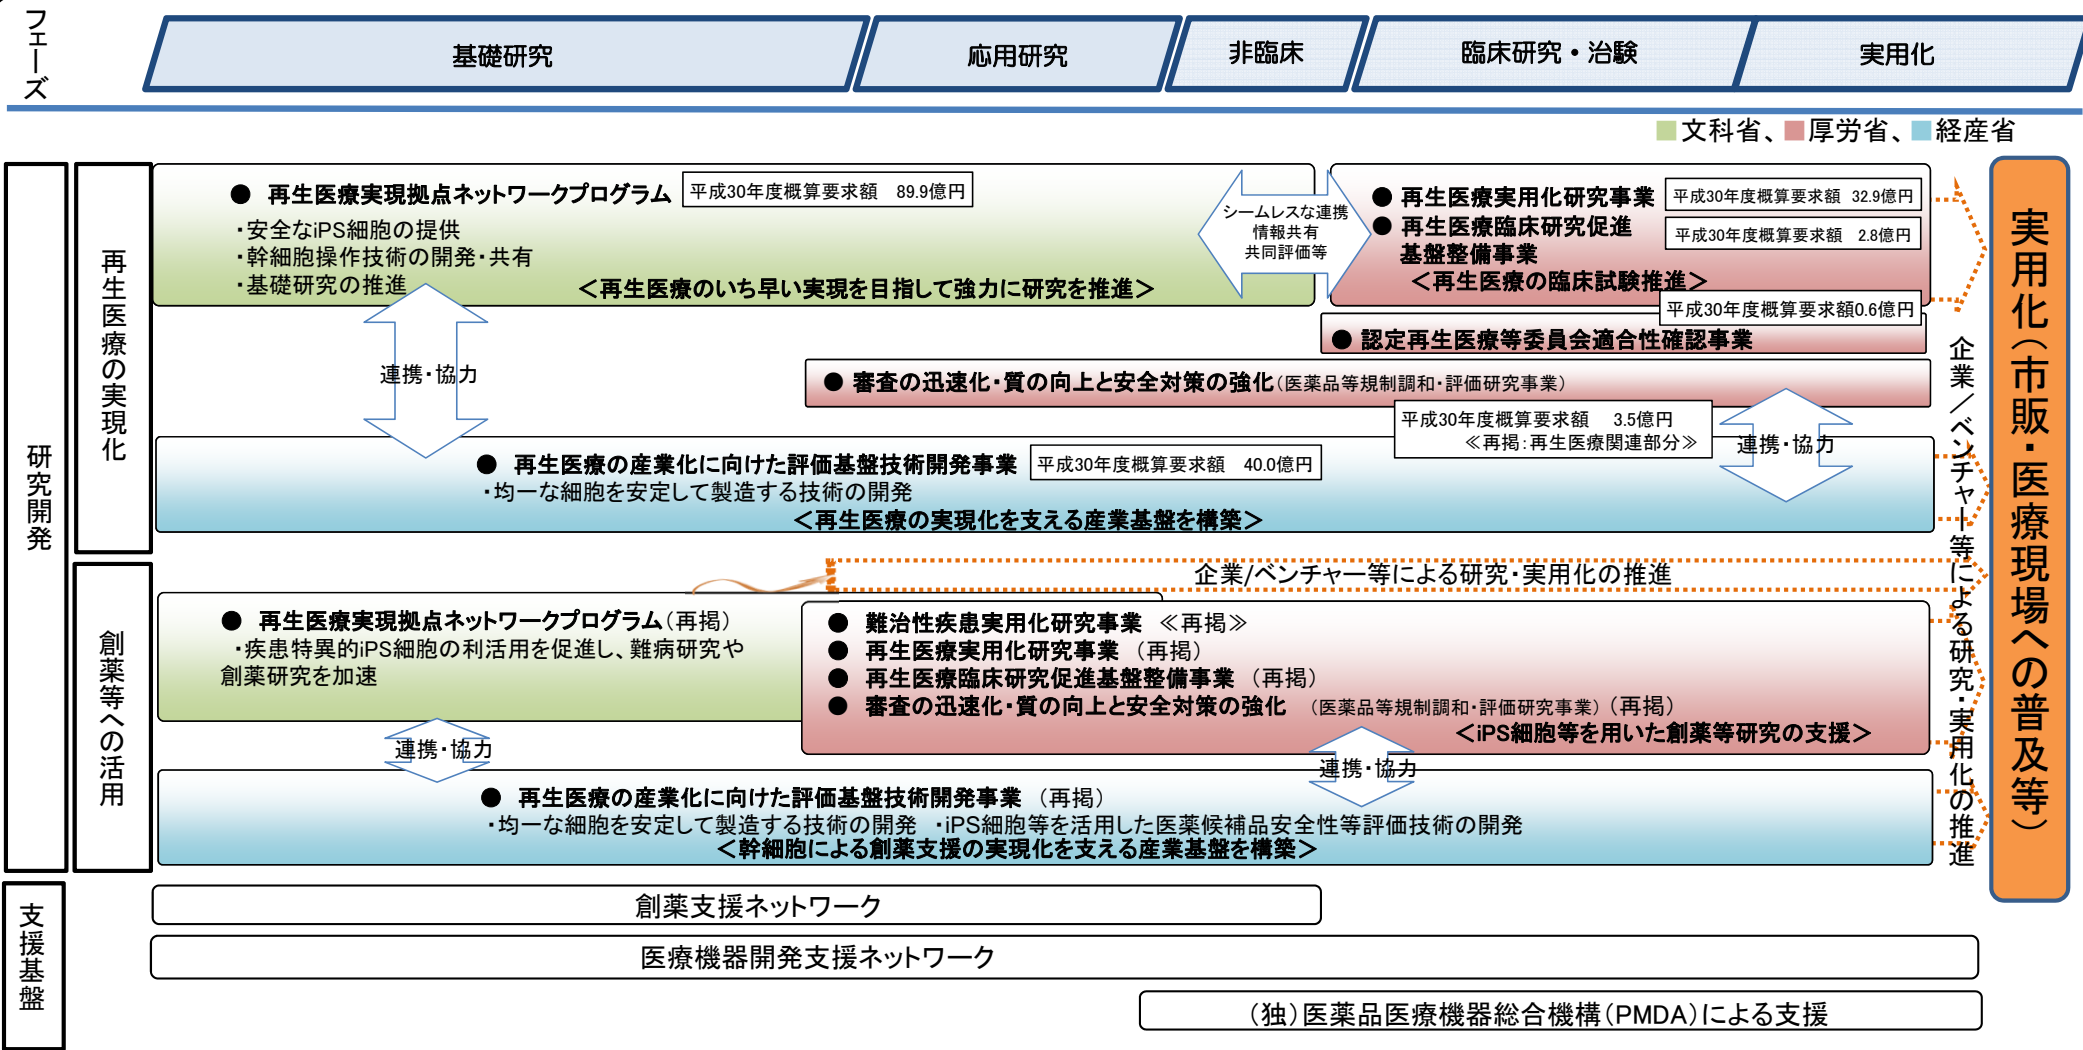 フェーズ
基礎研究
応用研究
非臨床
臨床研究・治験
実用化
文科省、厚労省、経産省
研究開発
再生医療の実現化
● 再生医療実現拠点ネットワークプログラム
平成30年度概算要求額 89.9億円
・安全なiPS細胞の提供
・幹細胞操作技術の開発・共有
・基礎研究の推進
＜再生医療のいち早い実現を目指して強力に研究を推進＞
シームレスな連携
情報共有
共同評価等
● 再生医療実用化研究事業
平成30年度概算要求額 32.9億円
● 再生医療臨床研究促進
基盤整備事業
平成30年度概算要求額 2.8億円
＜再生医療の臨床試験推進＞
平成30年度概算要求額0.6億円
● 認定再生医療等委員会適合性確認事業
連携・協力
● 審査の迅速化・質の向上と安全対策の強化（医薬品等規制調和・評価研究事業）
平成30年度概算要求額 3.5億円
≪再掲：再生医療関連部分≫
連携・協力
● 再生医療の産業化に向けた評価基盤技術開発事業
平成30年度概算要求額 40.0億円
・均一な細胞を安定して製造する技術の開発
＜再生医療の実現化を支える産業基盤を構築＞
企業/ベンチャー等による研究・実用化の推進
創薬等への活用
● 再生医療実現拠点ネットワークプログラム（再掲）
・疾患特異的iPS細胞の利活用を促進し、難病研究や
創薬研究を加速
● 難治性疾患実用化研究事業 ≪再掲≫
● 再生医療実用化研究事業 （再掲）
● 再生医療臨床研究促進基盤整備事業 （再掲）
● 審査の迅速化・質の向上と安全対策の強化 （医薬品等規制調和・評価研究事業）（再掲）
＜iPS細胞等を用いた創薬等研究の支援＞
連携・協力
連携・協力
● 再生医療の産業化に向けた評価基盤技術開発事業 （再掲）
・均一な細胞を安定して製造する技術の開発 ・iPS細胞等を活用した医薬候補品安全性等評価技術の開発
＜幹細胞による創薬支援の実現化を支える産業基盤を構築＞
企業／ベンチャー等による研究・実用化の推進
実用化（市販・医療現場への普及等）
支援基盤
創薬支援ネットワーク
医療機器開発支援ネットワーク
（独）医薬品医療機器総合機構（PMDA）による支援